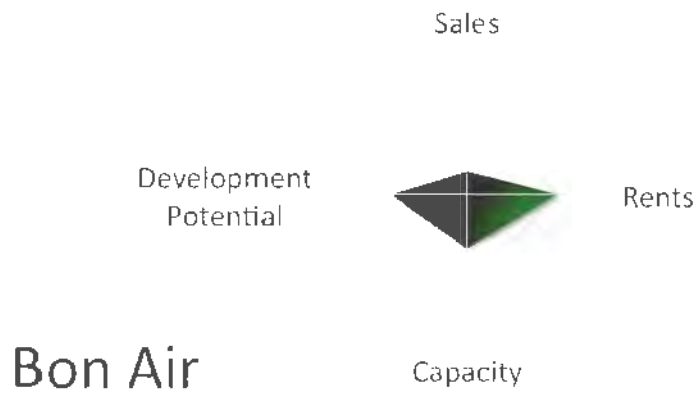 Sales
Development
Potential
Rents
Bon Air
Capacity